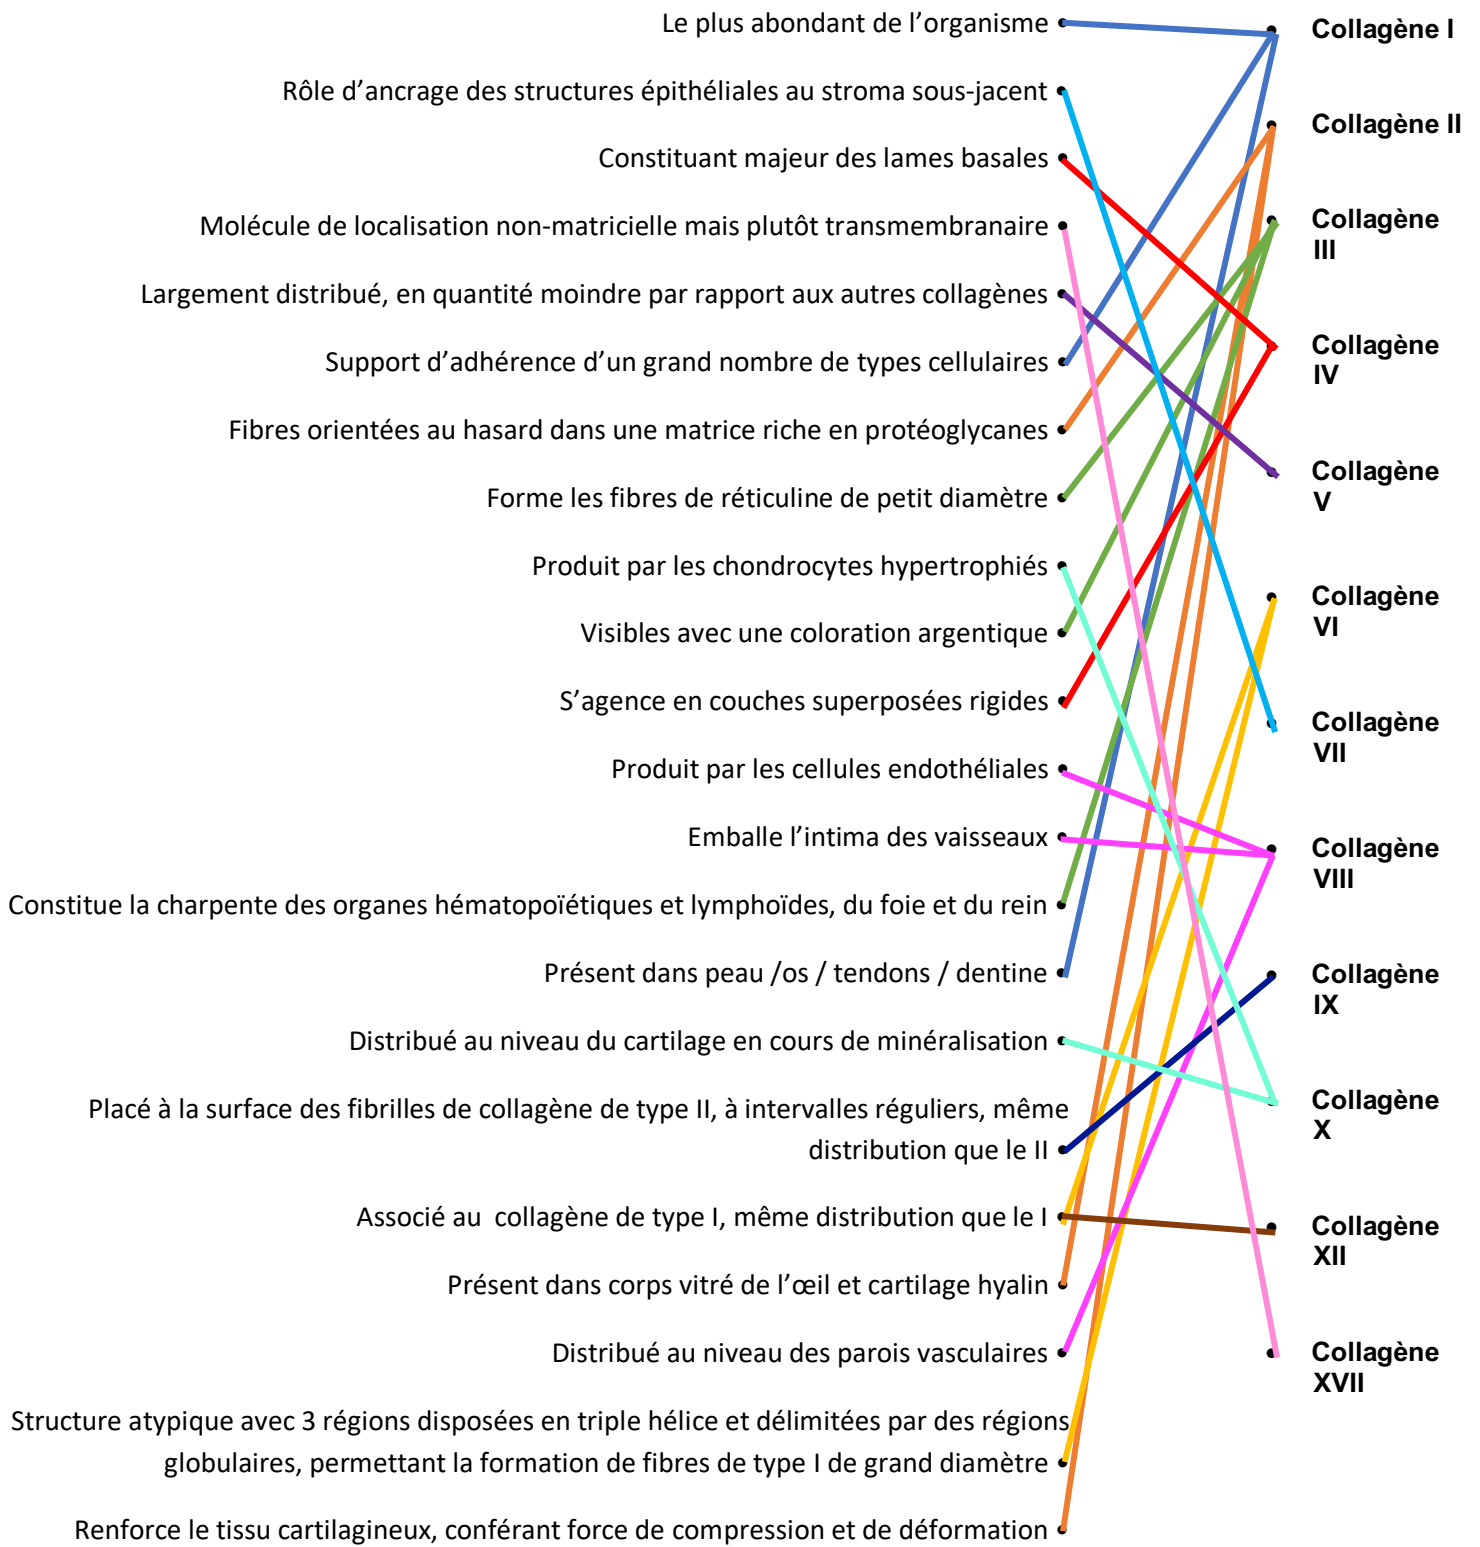 Le plus abondant de l’organisme
Rôle d’ancrage des structures épithéliales au stroma sous-jacent
Constituant majeur des lames basales
Molécule de localisation non-matricielle mais plutôt transmembranaire
Largement distribué, en quantité moindre par rapport aux autres collagènes
Support d’adhérence d’un grand nombre de types cellulaires
Fibres orientées au hasard dans une matrice riche en protéoglycanes
Forme les fibres de réticuline de petit diamètre
Produit par les chondrocytes hypertrophiés
Visibles avec une coloration argentique
S’agence en couches superposées rigides
Produit par les cellules endothéliales
Emballe l’intima des vaisseaux
Constitue la charpente des organes hématopoïétiques et lymphoïdes, du foie et du rein
Présent dans peau /os / tendons / dentine
Distribué au niveau du cartilage en cours de minéralisation
Placé à la surface des fibrilles de collagène de type II, à intervalles réguliers, même
distribution que le II
Associé au  collagène de type I, même distribution que le I
Présent dans corps vitré de l’œil et cartilage hyalin
Distribué au niveau des parois vasculaires
Structure atypique avec 3 régions disposées en triple hélice et délimitées par des régions
globulaires, permettant la formation de fibres de type I de grand diamètre
Renforce le tissu cartilagineux, conférant force de compression et de déformation
Collagène I
Collagène II
Collagène
III
Collagène
IV
Collagène
V
Collagène
VI
Collagène
VII
Collagène
VIII
Collagène
IX
Collagène
X
Collagène
XII
Collagène
XVII